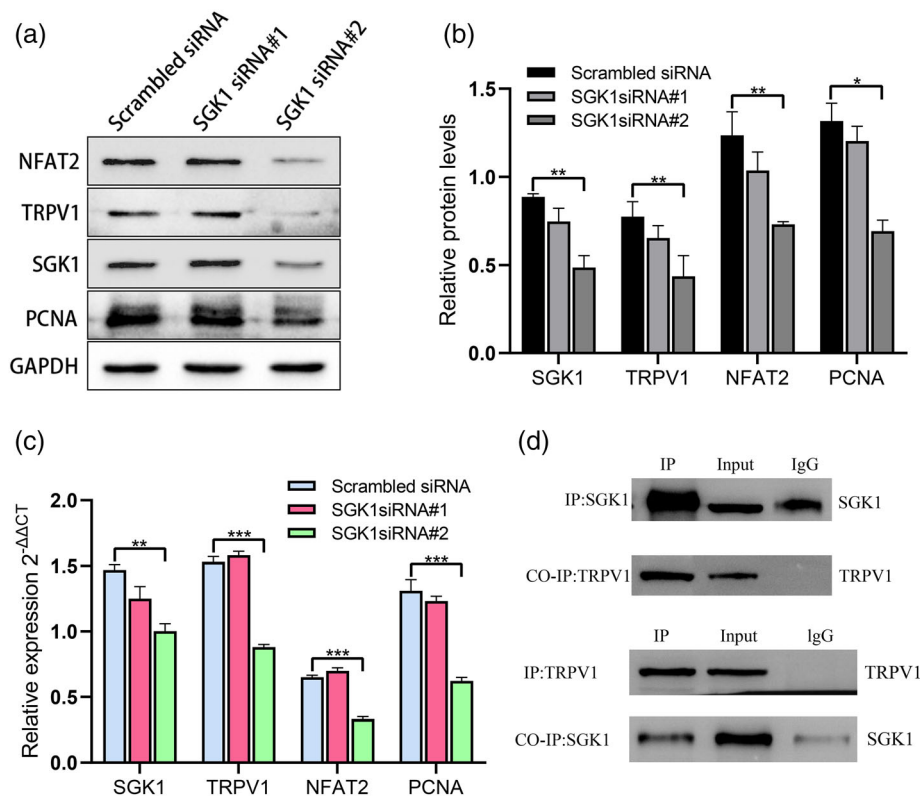 (a)
Scrambled siRNA
SGK1 siRNA#1
SGK1 siRNA#2
NFAT2
TRPV1
SGK1
PCNA
GAPDH
(b)
Scrambled siRNA
SGK1siRNA#1
SGK1siRNA#2
Relative protein levels
1.5
1.0
0.5
0.0
** ** ** *
SGK1 TRPV1 NFAT2 PCNA
(c)
Scrambled siRNA
SGK1siRNA#1
SGK1siRNA#2
Relative expression 2-ΔΔCT
2.0
1.5
1.0
0.5
0.0
** *** *** ***
SGK1 TRPV1 NFAT2 PCNA
(d)
IP Input IgG
IP:SGK1 SGK1
CO-IP:TRPV1 TRPV1
IP Input lgG
IP:TRPV1 TRPV1
CO-IP:SGK1 SGK1